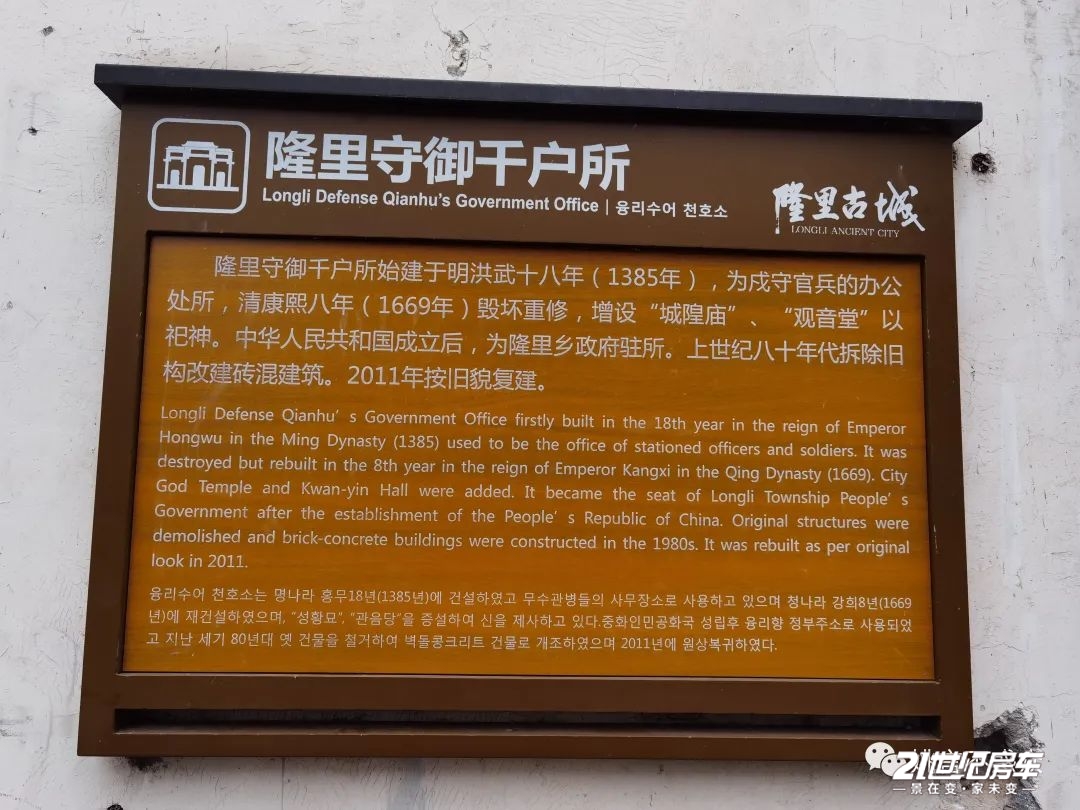 隆里守御千户所
Longli Defense Qianhu's Government Office | 융리수어 천호소
隆里古城
LONGLI ANCIENT CITY
隆里守御千户所始建于明洪武十八年（1385年），为戍守官兵的办公
处所，清康熙八年（1669年）毁坏重修，增设“城隍庙”、“观音堂”以
祀神。中华人民共和国成立后，为隆里乡政府驻所。上世纪八十年代拆除旧
构改建砖混建筑。2011年按旧貌复建。
Longli Defense Qianhu's Government Office firstly built in the 18th year in the reign of Emperor
Hongwu in the Ming Dynasty (1385) used to be the office of stationed officers and soldiers. It was
destroyed but rebuilt in the 8th year in the reign of Emperor Kangxi in the Qing Dynasty (1669). City
God Temple and Kwan-yin Hall were added. It became the seat of Longli Township People's
Government after the establishment of the People's Republic of China. Original structures were
demolished and brick-concrete buildings were constructed in the 1980s. It was rebuilt as per original
look in 2011.
융리수어 천호소는 명나라 홍무18년(1385년)에 건설하였고 무수관병들의 사무장소로 사용하고 있으며 청나라 강희8년(1669
년)에 재건설하였으며, “성황묘”, “관음당”을 증설하여 신을 제사하고 있다.중화인민공화국 성립후 융리향 정부주소로 사용되었
고 지난 세기 80년대 옛 건물을 철거하여 벽돌콩크리트 건물로 개조하였으며 2011년에 원상복귀하였다.
21世纪房车
景在变·家未变